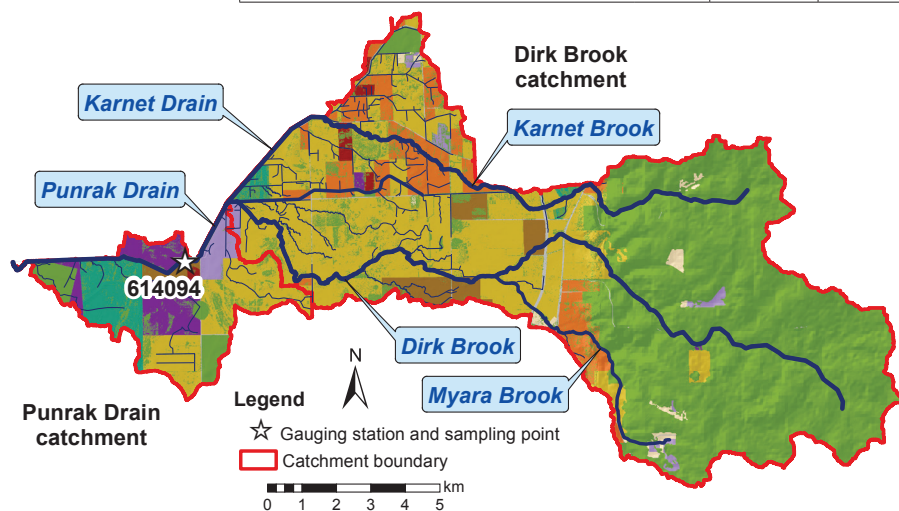 Dirk Brook
catchment
Karnet Drain
Karnet Brook
Punrak Drain
614094
Dirk Brook
Myara Brook
Punrak Drain
catchment
N
Legend
Gauging station and sampling point
Catchment boundary
km
0 1 2 3 4 5